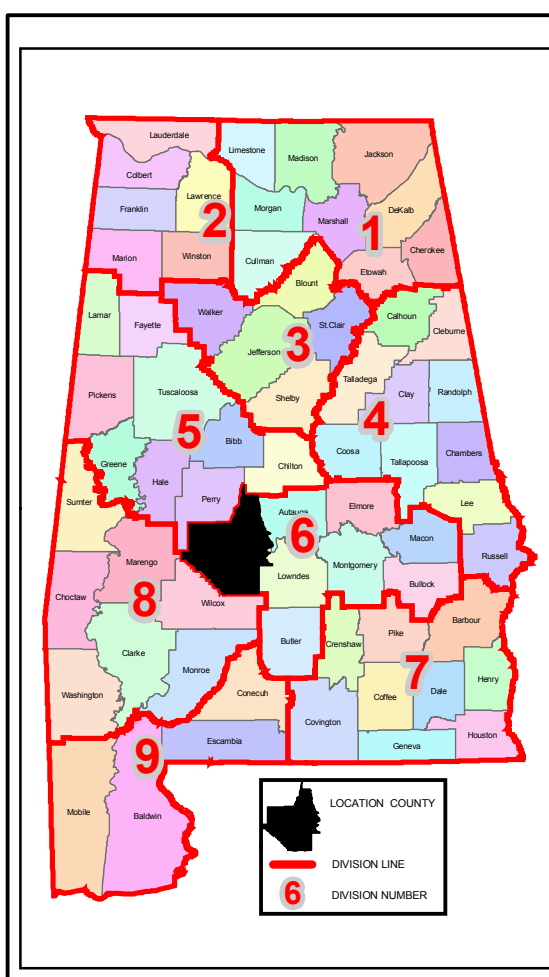 Lauderdale
Limestone
Madison
Jackson
Colbert
Lawrence
DeKalb
Franklin
2
Morgan
Marshall
1
Marion
Winston
Cullman
Cherokee
Etowah
Blount
Lamar
Fayette
Walker
St.Clair
Calhoun
Cleburne
Jefferson
3
Talladega
Pickens
Tuscaloosa
Shelby
Clay
Randolph
4
5
Bibb
Greene
Coosa
Tallapoosa
Chambers
Hale
Chilton
Sumter
Perry
Autauga
Elmore
Lee
6
Macon
Russell
Marengo
Montgomery
Lowndes
Bullock
Choctaw
8
Wilcox
Barbour
Butler
Crenshaw
Pike
Clarke
7
Monroe
Henry
Washington
Conecuh
Coffee
Dale
Covington
Houston
Escambia
Geneva
9
Mobile
Baldwin
LOCATION COUNTY
DIVISION LINE
6 DIVISION NUMBER